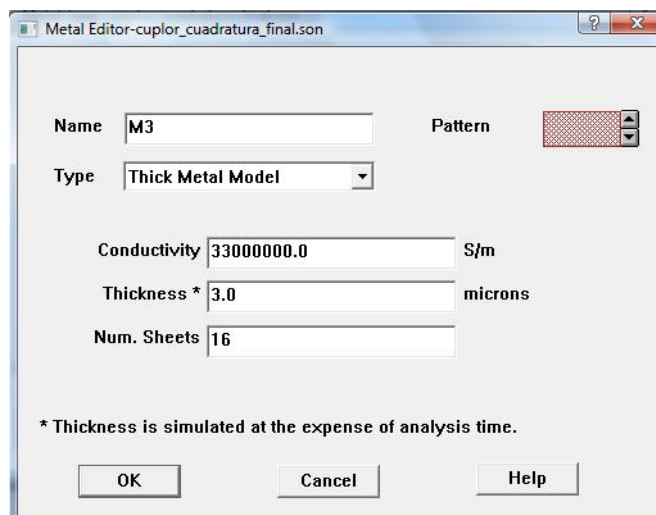 Metal Editor-cuplor_cuadratura_final.son
Name M3 Pattern
Type Thick Metal Model
Conductivity 33000000.0 S/m
Thickness * 3.0 microns
Num. Sheets 16
* Thickness is simulated at the expense of analysis time.
OK Cancel Help